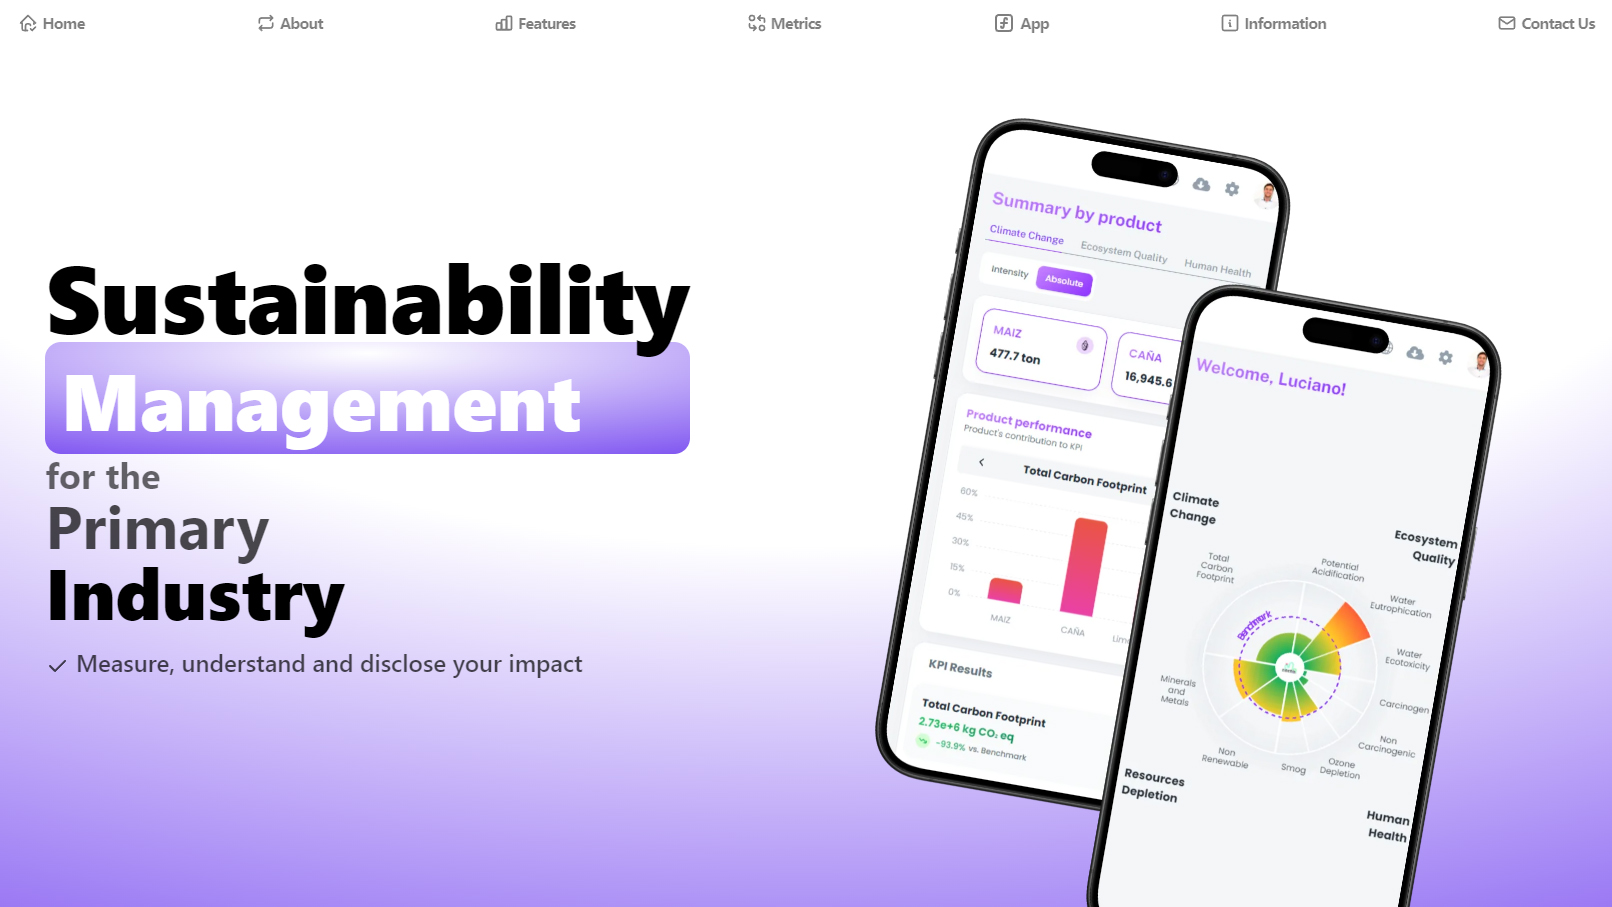 Home
About
Features
Metrics
App
Information
Contact Us
Sustainability
Management
for the
Primary
Industry
Measure, understand and disclose your impact
Summary by product
Climate Change
Ecosystem Quality
Human Health
Intensity
Absolute
MAIZ
477.7 ton
CAÑA
16,945.6
Product performance
Product's contribution to KPI
Total Carbon Footprint
60%
45%
30%
15%
0%
MAIZ
CAÑA
KPI Results
Total Carbon Footprint
2.73e+6 kg CO₂ eq
-93.9% vs. Benchmark
Welcome, Luciano!
Climate
Change
Ecosystem
Quality
Total
Carbon
Footprint
Potential
Acidification
Water
Eutrophication
Benchmark
Water
Ecotoxicity
Minerals
and
Metals
Carcinogen
Non
Carcinogenic
Non
Renewable
Smog
Ozone
Depletion
Resources
Depletion
Human
Health